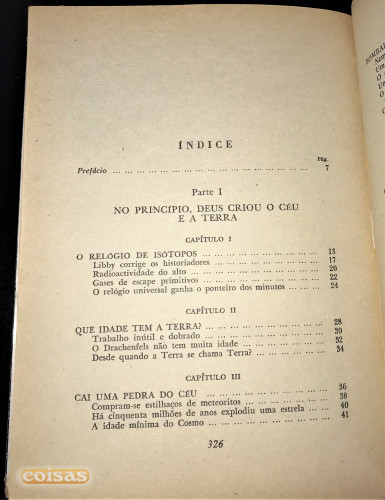 ÍNDICE
Pág.
Prefácio ... ... ... ... ... ... ... ... ... ... ... ... ... ... ... ... 7
Parte I
NO PRINCÍPIO, DEUS CRIOU O CÉU
E A TERRA
CAPÍTULO I
O RELÓGIO DE ISÓTOPOS ... ... ... ... ... ... ... ... 13
Libby corrige os historiadores ... ... ... ... ... ... ... 17
Radioactividade do alto ... ... ... ... ... ... ... ... 20
Gases de escape primitivos ... ... ... ... ... ... ... 22
O relógio universal ganha o ponteiro dos minutos ... ... 24
CAPÍTULO II
QUE IDADE TEM A TERRA? ... ... ... ... ... ... ... 28
Trabalho inútil e dobrado ... ... ... ... ... ... ... 30
O Drachenfels não tem muita idade ... ... ... ... ... 32
Desde quando a Terra se chama Terra? ... ... ... ... 34
CAPÍTULO III
CAI UMA PEDRA DO CÉU ... ... ... ... ... ... ... 36
Compram-se estilhaços de meteoritos ... ... ... ... ... 38
Há cinquenta milhões de anos explodiu uma estrela ... ... 40
A idade mínima do Cosmo ... ... ... ... ... ... ... 41
326
coisas